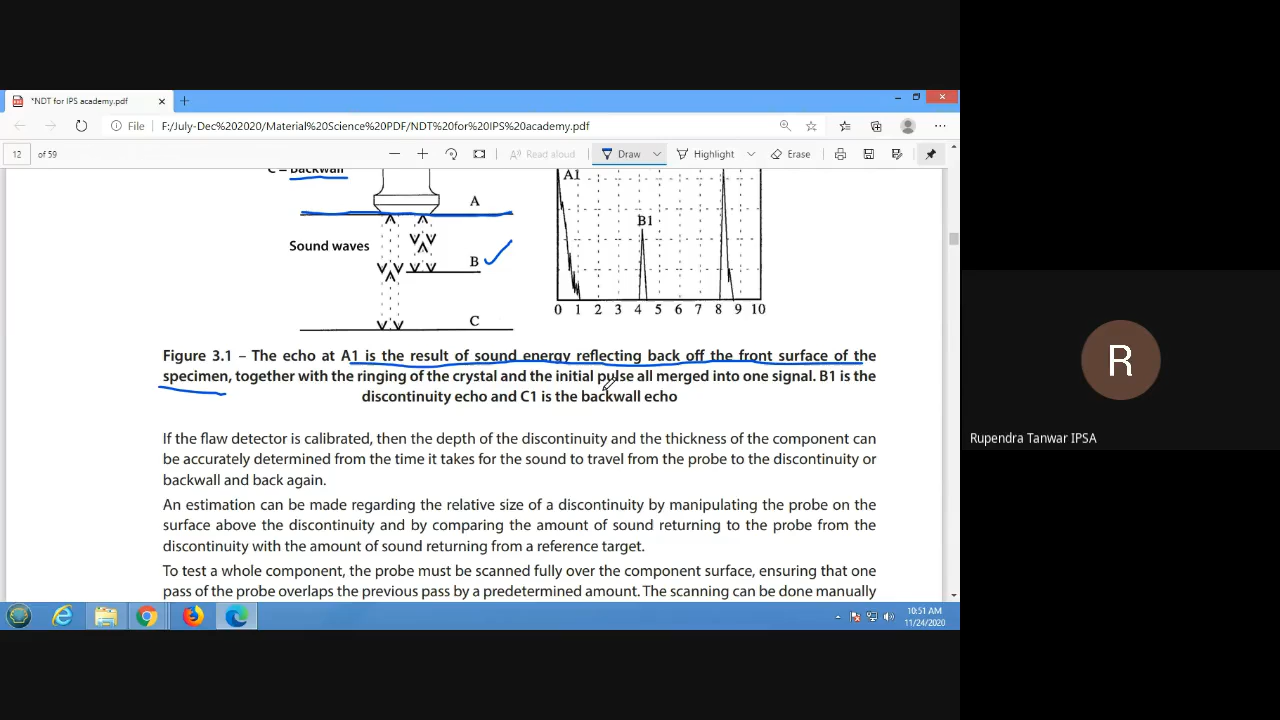 *NDT for IPS academy.pdf
File F:/July-Dec%202020/Material%20Science%20PDF/NDT%20for%20IPS%20academy.pdf
12 of 59 Read aloud Draw Highlight Erase
C = Backwall
A
Sound waves
B
C
A1
B1
0 1 2 3 4 5 6 7 8 9 10
Figure 3.1 – The echo at A1 is the result of sound energy reflecting back off the front surface of the
specimen, together with the ringing of the crystal and the initial pulse all merged into one signal. B1 is the
discontinuity echo and C1 is the backwall echo
If the flaw detector is calibrated, then the depth of the discontinuity and the thickness of the component can
be accurately determined from the time it takes for the sound to travel from the probe to the discontinuity or
backwall and back again.
An estimation can be made regarding the relative size of a discontinuity by manipulating the probe on the
surface above the discontinuity and by comparing the amount of sound returning to the probe from the
discontinuity with the amount of sound returning from a reference target.
To test a whole component, the probe must be scanned fully over the component surface, ensuring that one
pass of the probe overlaps the previous pass by a predetermined amount. The scanning can be done manually
10:51 AM
11/24/2020
R
Rupendra Tanwar IPSA